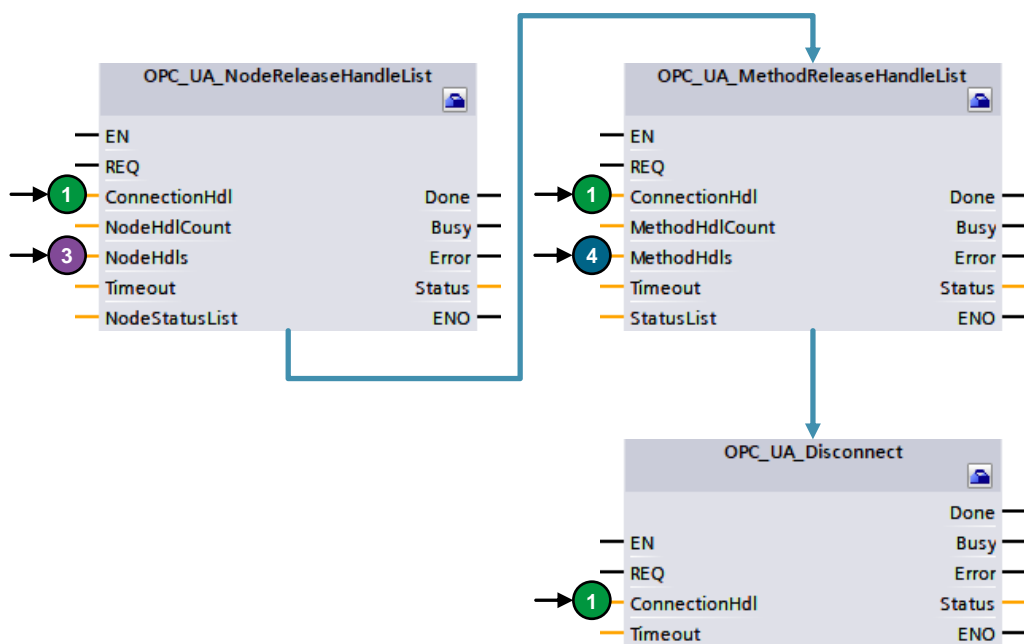 OPC_UA_NodeReleaseHandleList
EN
REQ
1 ConnectionHdl Done
NodeHdlCount Busy
3 NodeHdls Error
Timeout Status
NodeStatusList ENO
OPC_UA_MethodReleaseHandleList
EN
REQ
1 ConnectionHdl Done
MethodHdlCount Busy
4 MethodHdls Error
Timeout Status
StatusList ENO
OPC_UA_Disconnect
Done
EN Busy
REQ Error
1 ConnectionHdl Status
Timeout ENO